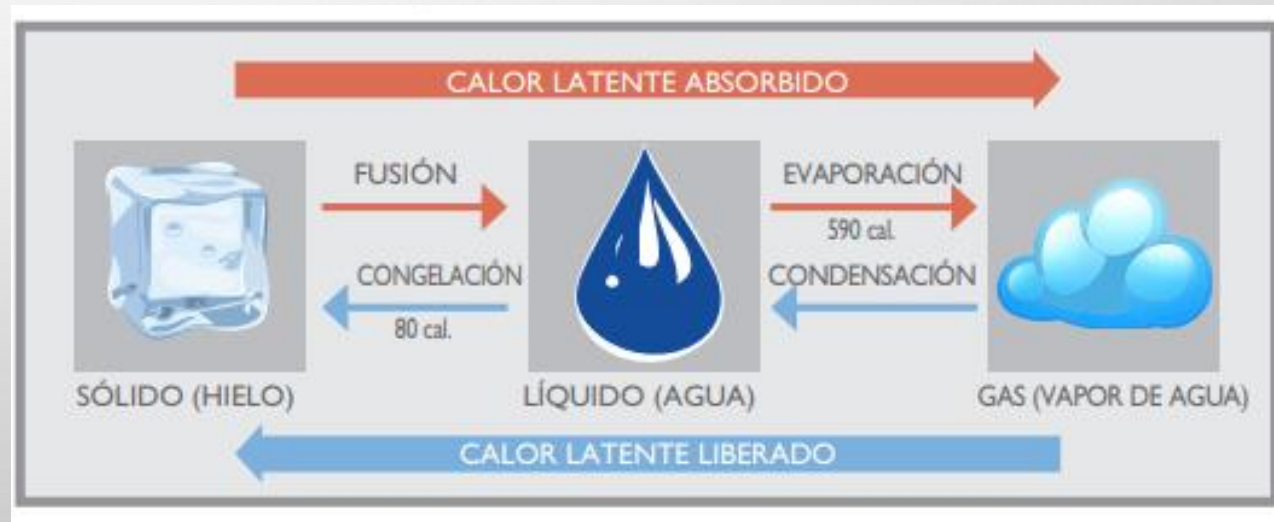 CALOR LATENTE ABSORBIDO
FUSIÓN
EVAPORACIÓN
590 cal.
CONGELACIÓN
CONDENSACIÓN
80 cal.
SÓLIDO (HIELO)
LÍQUIDO (AGUA)
GAS (VAPOR DE AGUA)
CALOR LATENTE LIBERADO